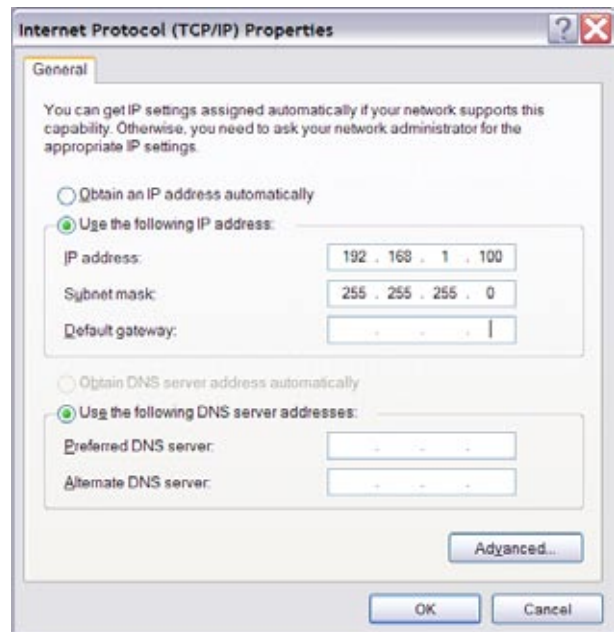 Internet Protocol (TCP/IP) Properties
General
You can get IP settings assigned automatically if your network supports this
capability. Otherwise, you need to ask your network administrator for the
appropriate IP settings.
Obtain an IP address automatically
Use the following IP address:
IP address: 192 . 168 . 1 . 100
Subnet mask: 255 . 255 . 255 . 0
Default gateway: . . .
Obtain DNS server address automatically
Use the following DNS server addresses:
Preferred DNS server: . . .
Alternate DNS server: . . .
Advanced...
OK Cancel